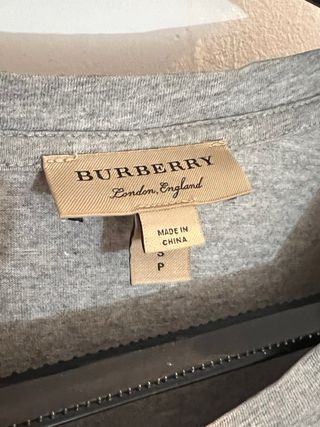 BURBERRY
London, England
MADE IN
CHINA
S
P